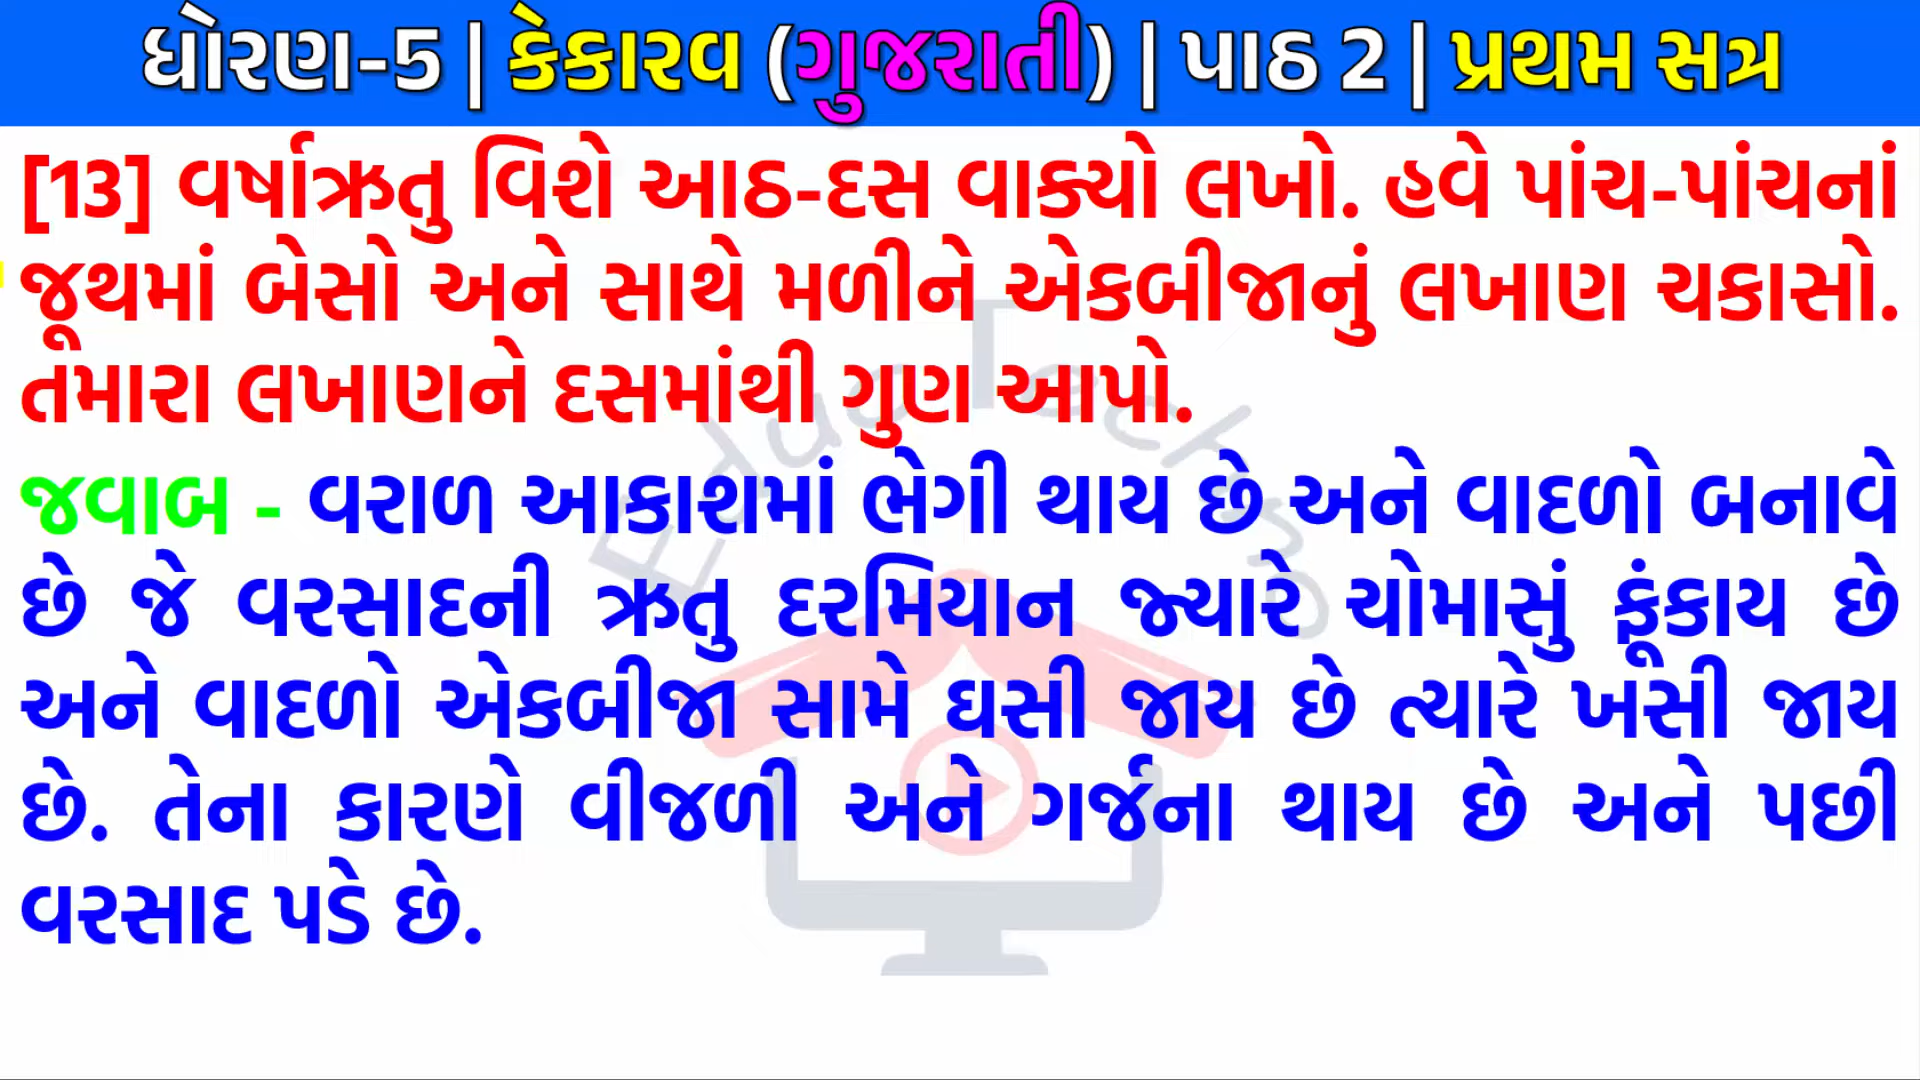 ધોરણ-5 | કેકારવ (ગુજરાતી) | પાઠ 2 | પ્રથમ સત્ર
[13] વર્ષાઋતુ વિશે આઠ-દસ વાક્યો લખો. હવે પાંચ-પાંચનાં
જૂથમાં બેસો અને સાથે મળીને એકબીજાનું લખાણ ચકાસો.
તમારા લખાણને દસમાંથી ગુણ આપો.
જવાબ - વરાળ આકાશમાં ભેગી થાય છે અને વાદળો બનાવે
છે જે વરસાદની ઋતુ દરમિયાન જ્યારે ચોમાસું ફૂંકાય છે
અને વાદળો એકબીજા સામે ઘસી જાય છે ત્યારે ખસી જાય
છે. તેના કારણે વીજળી અને ગર્જના થાય છે અને પછી
વરસાદ પડે છે.